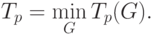 T_p = \min_G T_p(G).